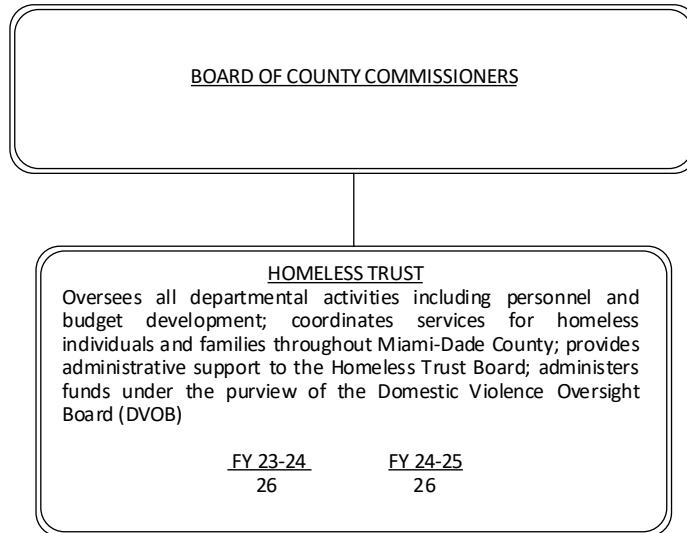 BOARD OF COUNTY COMMISSIONERS
HOMELESS TRUST
Oversees all departmental activities including personnel and
budget development; coordinates services for homeless
individuals and families throughout Miami-Dade County; provides
administrative support to the Homeless Trust Board; administers
funds under the purview of the Domestic Violence Oversight
Board (DVOB)
FY 23-24 FY 24-25
26 26